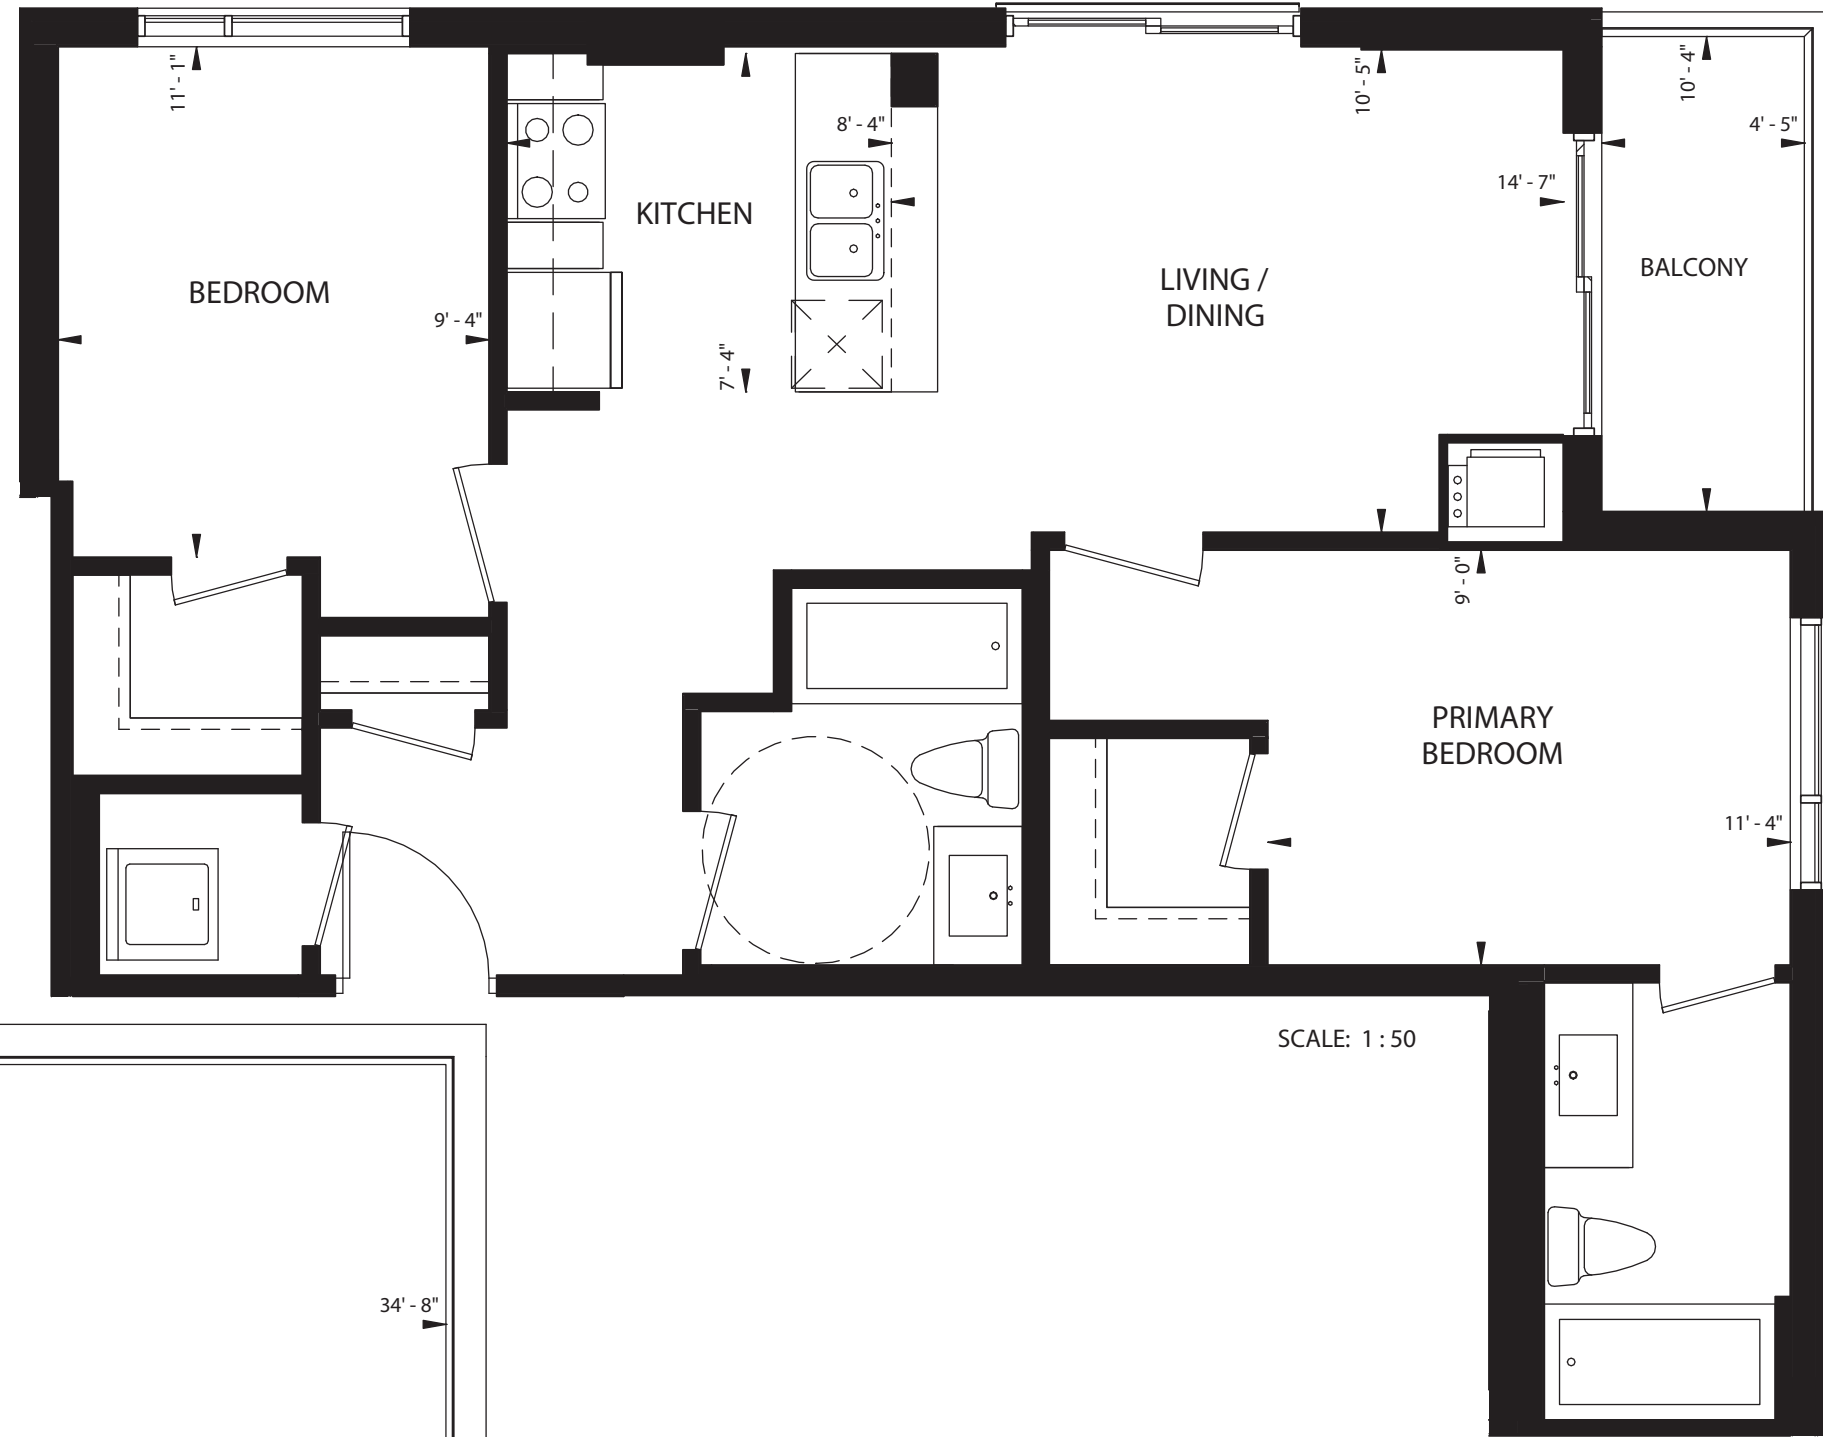 11' - 1"
10' - 5"
10' - 4"
8' - 4"
4' - 5"
14' - 7"
KITCHEN
BEDROOM
LIVING /
DINING
BALCONY
9' - 4"
7' - 4"
9' - 0"
PRIMARY
BEDROOM
11' - 4"
SCALE: 1 : 50
34' - 8"